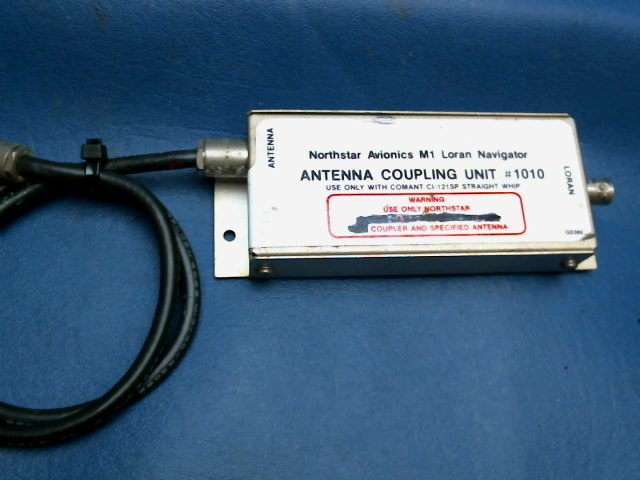 ANTENNA
Northstar Avionics M1 Loran Navigator
ANTENNA COUPLING UNIT #1010
USE ONLY WITH COMANT CI-121SP STRAIGHT WHIP
WARNING
USE ONLY NORTHSTAR
COUPLER AND SPECIFIED ANTENNA
LORAN